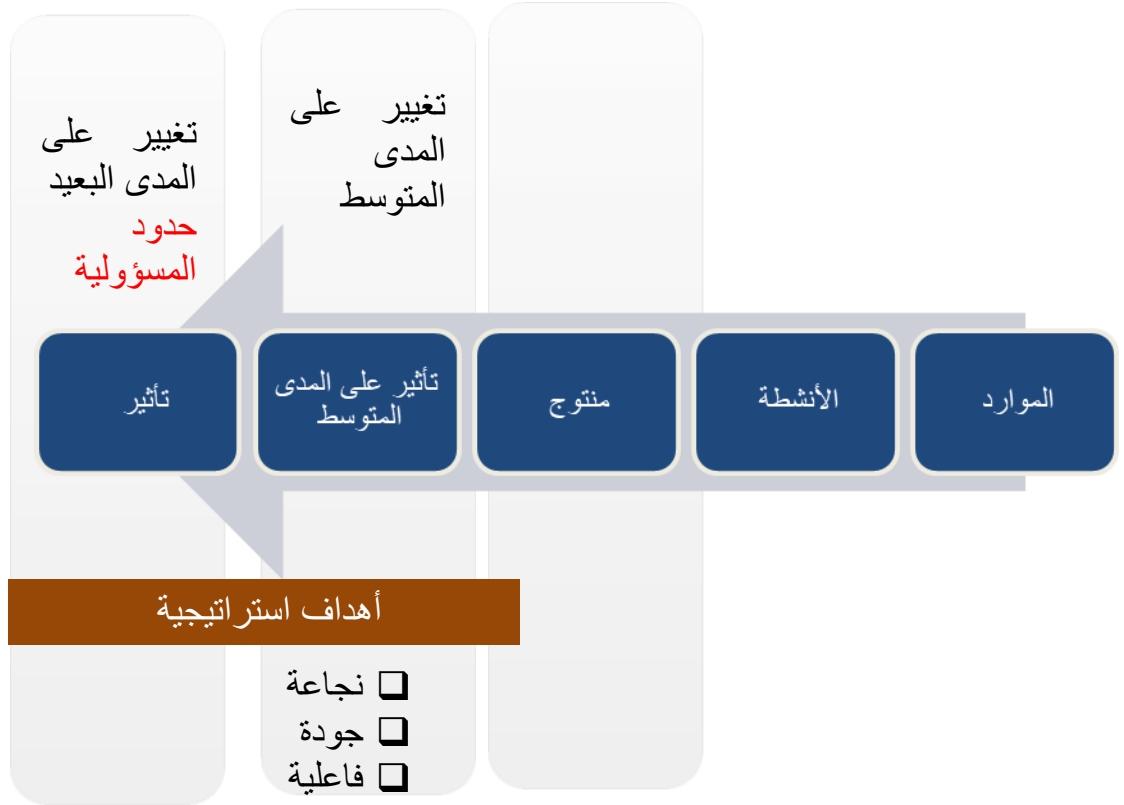 تغيير على
المدى
المتوسط
تغيير على
المدى البعيد
حدود
المسؤولية
الموارد
الأنشطة
منتوج
تأثير على المدى
المتوسط
تأثير
أهداف استراتيجية
نجاعة
جودة
فاعلية